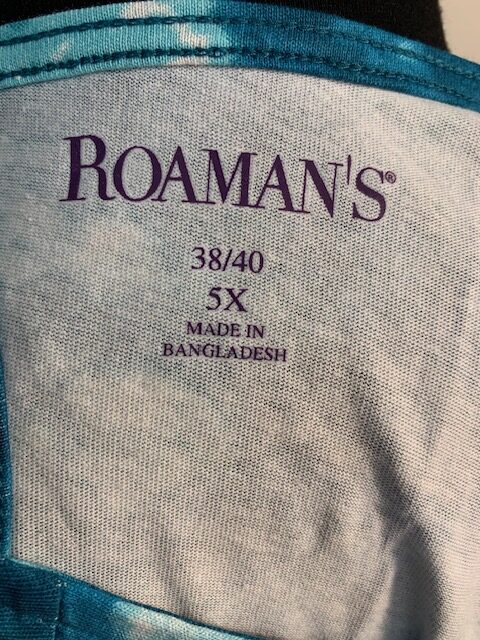 ROAMAN'S®
38/40
5X
MADE IN
BANGLADESH